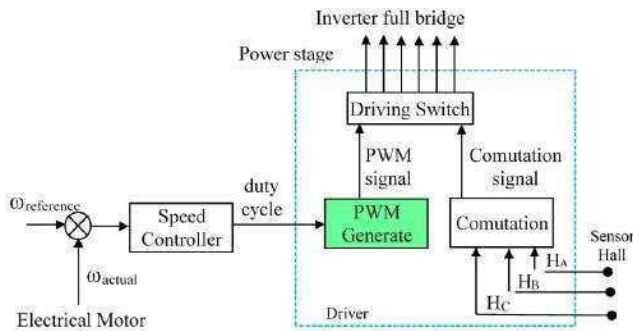 Inverter full bridge
Power stage
Driving Switch
PWM
signal
Comutation
signal
duty
cycle
ωreference
Speed
Controller
PWM
Generate
Comutation
Sensor
Hall
HA
HB
HC
ωactual
Electrical Motor
Driver